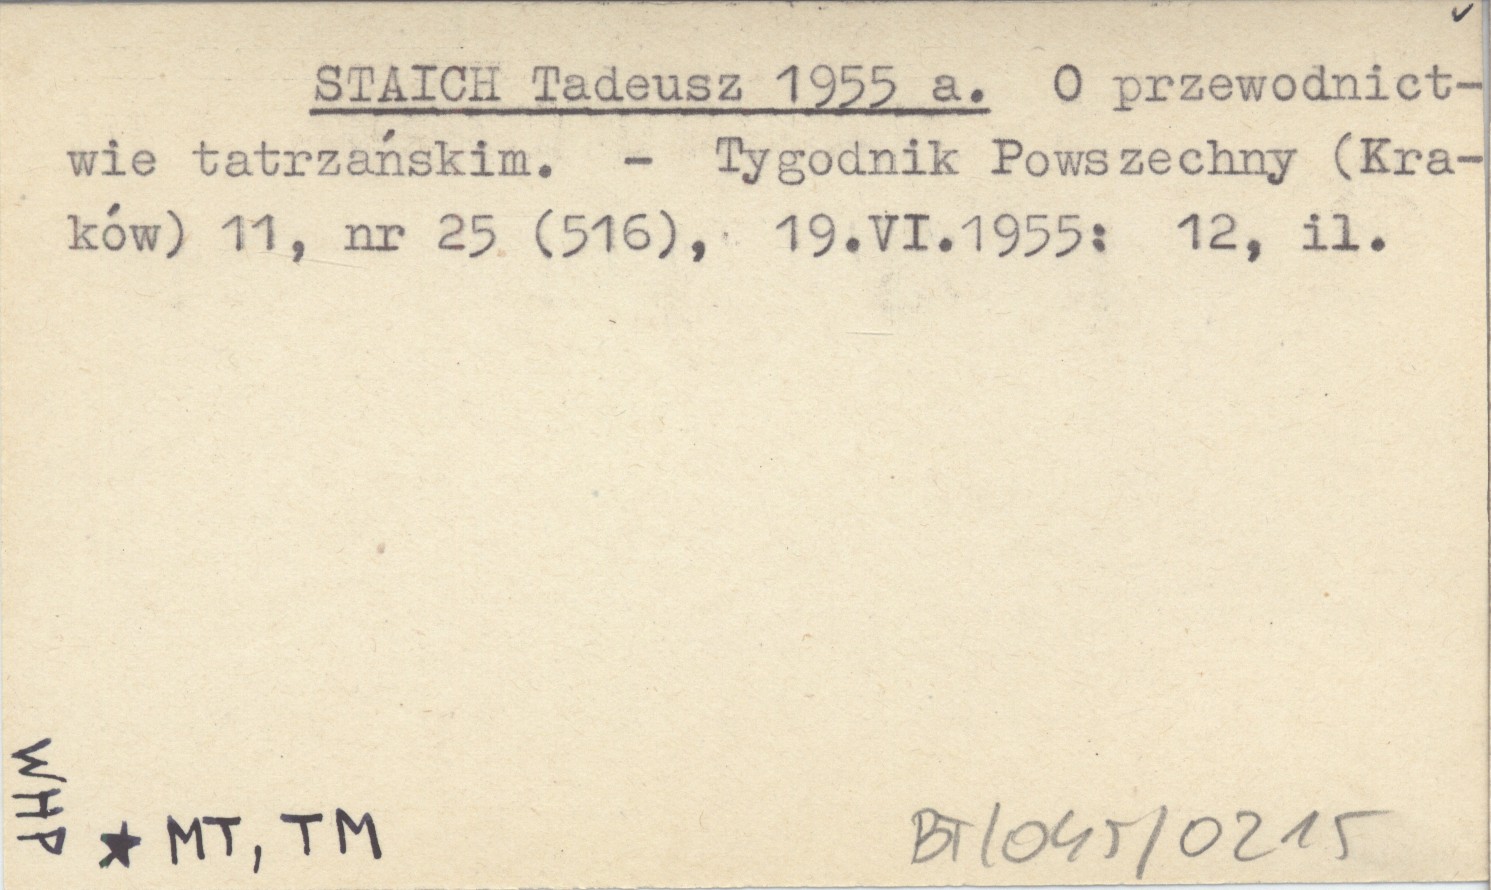 STAICH Tadeusz 1955 a. O przewodnict-
wie tatrzańskim. - Tygodnik Powszechny (Kra-
ków) 11, nr 25 (516), 19.VI.1955: 12, il.
WHP
★ MT, TM
BT/045/0215